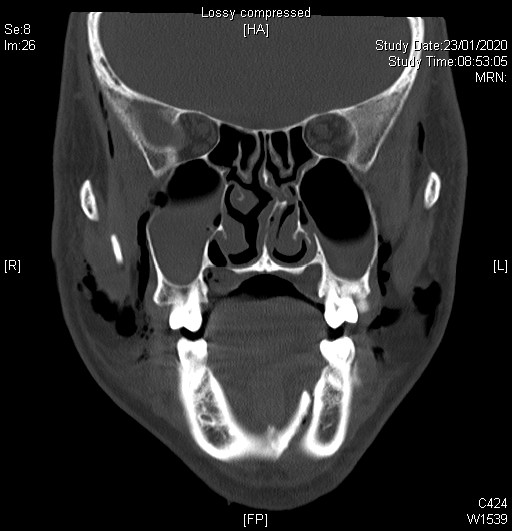 Lossy compressed
Se:8
[HA]
Im:26
Study Date:23/01/2020
Study Time:08:53:05
MRN:
[R]
[L]
C424
[FP]
W1539